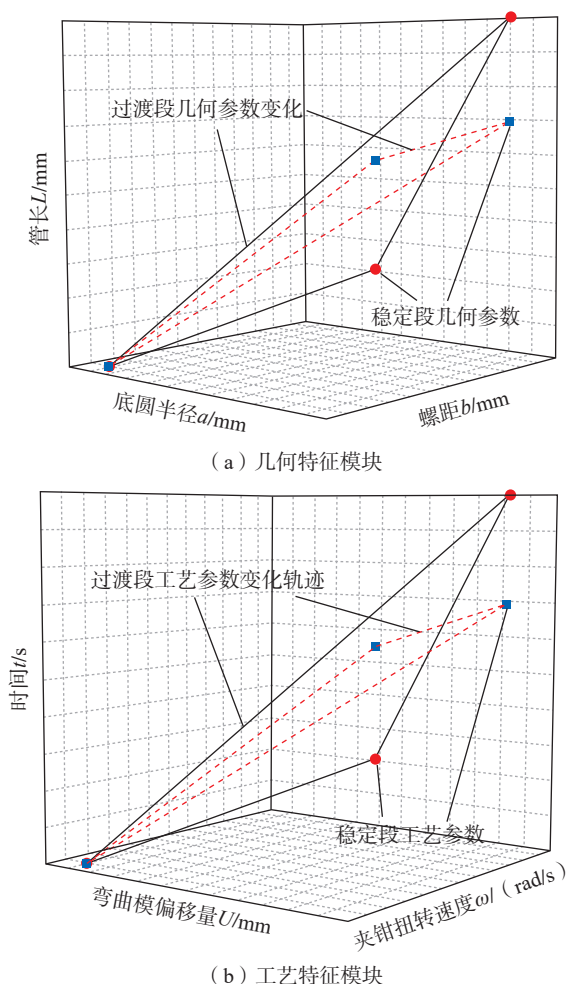 过渡段几何参数变化
管长L/mm
稳定段几何参数
底圆半径a/mm
螺距b/mm
（a）几何特征模块
过渡段工艺参数变化轨迹
时间t/s
稳定段工艺参数
弯曲模偏移量U/mm
夹钳扭转速度ω/（rad/s）
（b）工艺特征模块